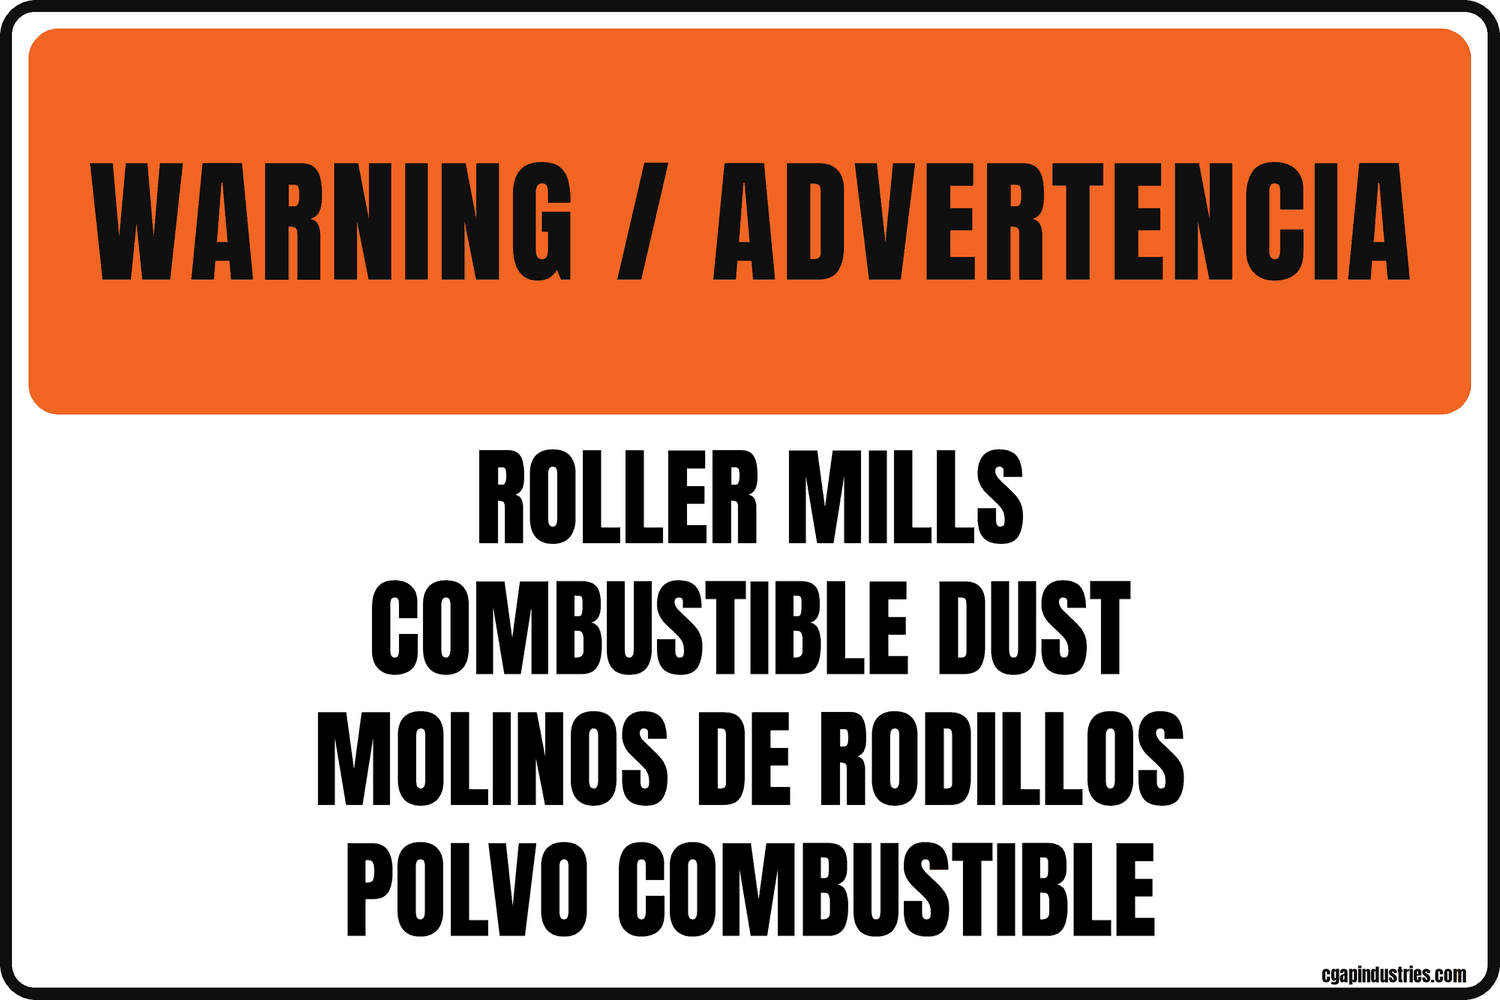 WARNING / ADVERTENCIA
ROLLER MILLS
COMBUSTIBLE DUST
MOLINOS DE RODILLOS
POLVO COMBUSTIBLE
cgapindustries.com